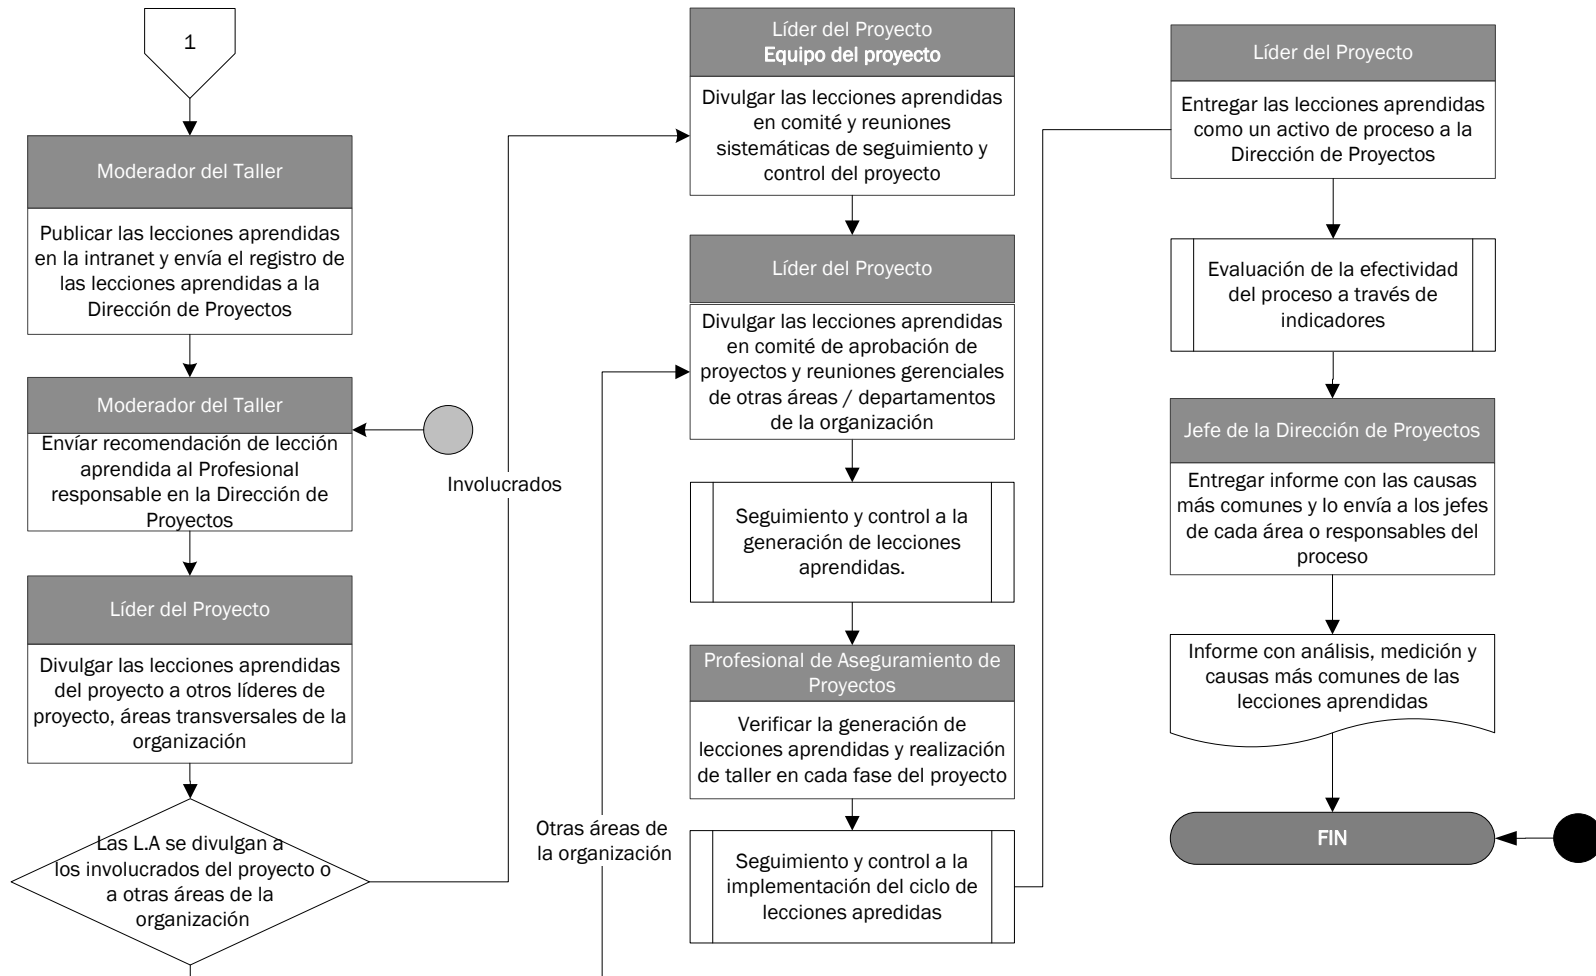 1
Moderador del Taller
Publicar las lecciones aprendidas
en la intranet y envía el registro de
las lecciones aprendidas a la
Dirección de Proyectos
Moderador del Taller
Envíar recomendación de lección
aprendida al Profesional
responsable en la Dirección de
Proyectos
Líder del Proyecto
Divulgar las lecciones aprendidas
del proyecto a otros líderes de
proyecto, áreas transversales de la
organización
Las L.A se divulgan a
los involucrados del proyecto o
a otras áreas de la
organización
Involucrados
Otras áreas de
la organización
Líder del Proyecto
Equipo del proyecto
Divulgar las lecciones aprendidas
en comité y reuniones
sistemáticas de seguimiento y
control del proyecto
Líder del Proyecto
Divulgar las lecciones aprendidas
en comité de aprobación de
proyectos y reuniones gerenciales
de otras áreas / departamentos
de la organización
Seguimiento y control a la
generación de lecciones
aprendidas.
Profesional de Aseguramiento de
Proyectos
Verificar la generación de
lecciones aprendidas y realización
de taller en cada fase del proyecto
Seguimiento y control a la
implementación del ciclo de
lecciones apredidas
Líder del Proyecto
Entregar las lecciones aprendidas
como un activo de proceso a la
Dirección de Proyectos
Evaluación de la efectividad
del proceso a través de
indicadores
Jefe de la Dirección de Proyectos
Entregar informe con las causas
más comunes y lo envía a los jefes
de cada área o responsables del
proceso
Informe con análisis, medición y
causas más comunes de las
lecciones aprendidas
FIN